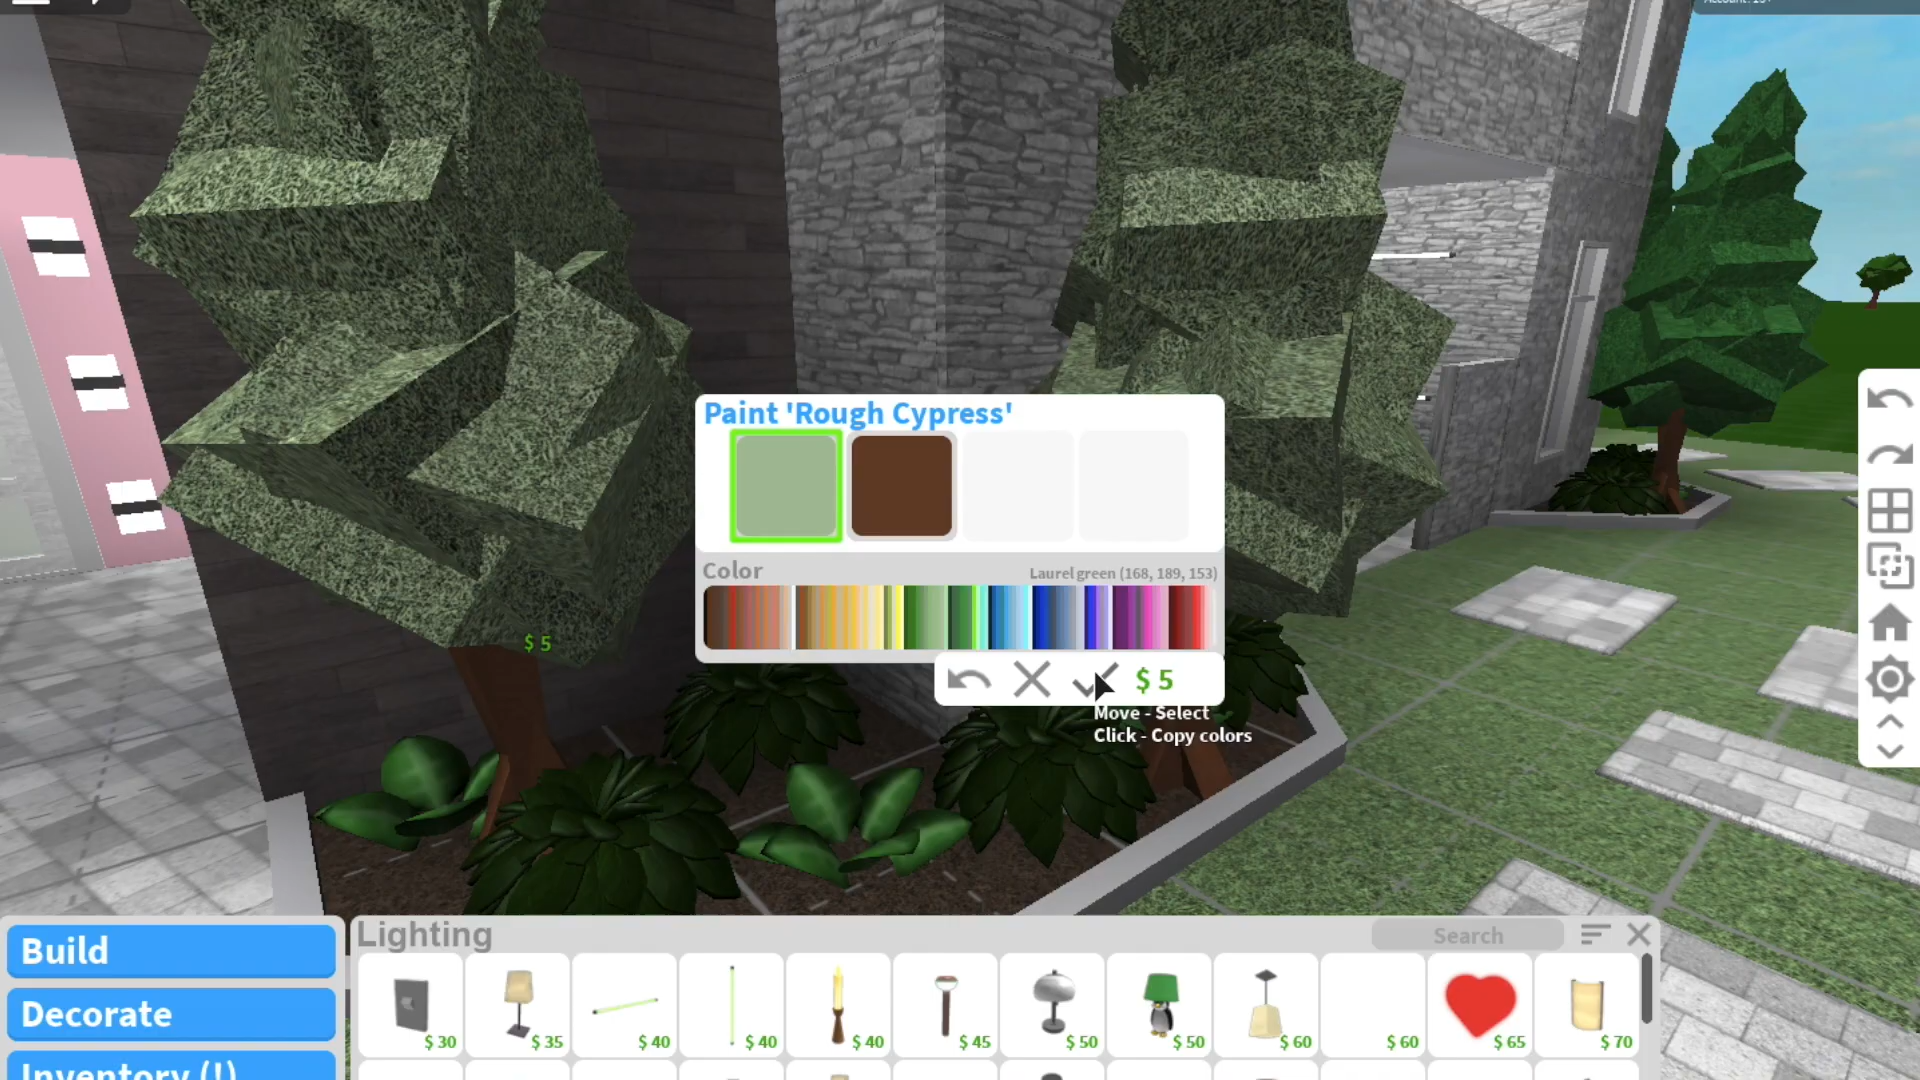 Paint 'Rough Cypress'
Color
Laurel green (168, 189, 153)
$ 5
$ 5
Move - Select
Click - Copy colors
Build
Decorate
Inventory (!)
Lighting
Search
$ 30
$ 35
$ 40
$ 40
$ 40
$ 45
$ 50
$ 50
$ 60
$ 60
$ 65
$ 70